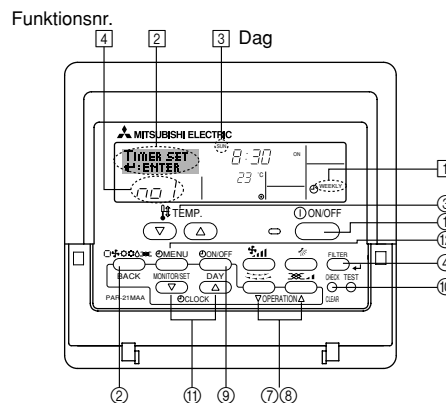 Funktionsnr.
4 2 3 Dag
MITSUBISHI ELECTRIC
TIMER SET SUN 8:30 ON
↵:ENTER
no1 23 °C WEEKLY 1
TEMP. ON/OFF
MENU ON/OFF FILTER
BACK MONITOR/SET DAY CHECK TEST
PAR-21MAA CLOCK ▽OPERATION△ CLEAR
② ⑪ ⑨ ⑦⑧